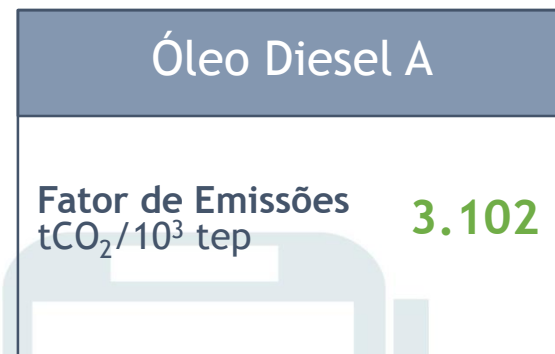 Óleo Diesel A
Fator de Emissões
tCO₂/10³ tep
3.102